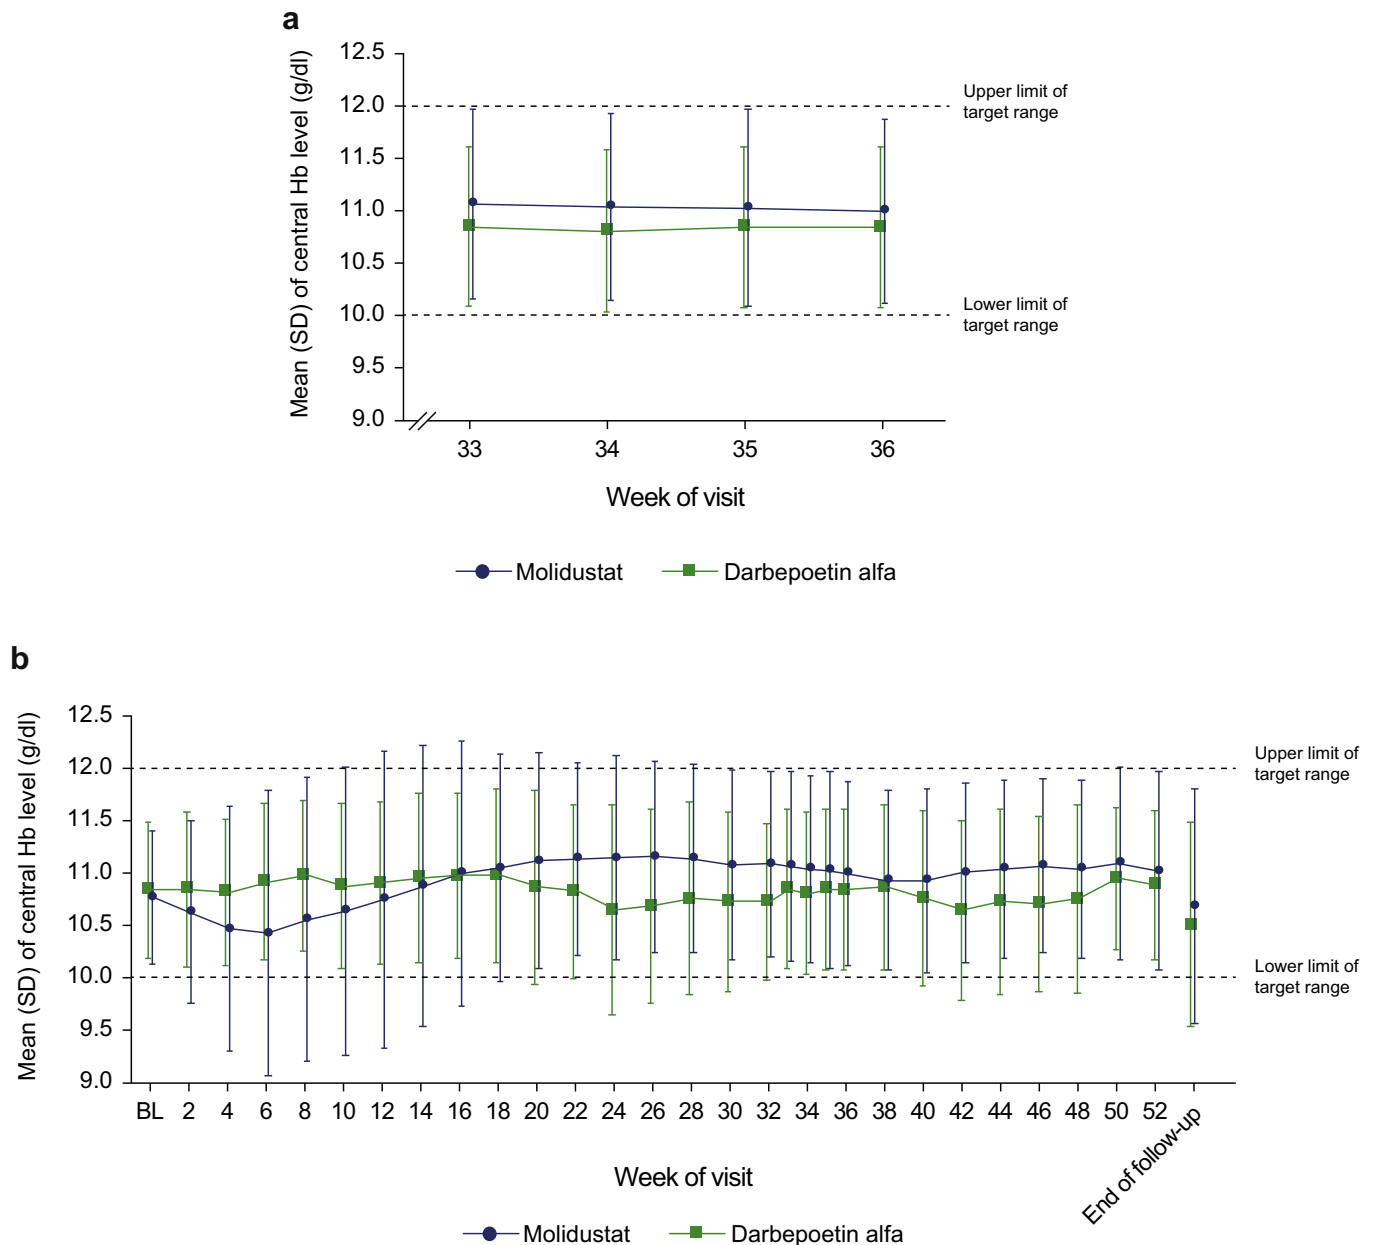 a
Mean (SD) of central Hb level (g/dl)
12.5
12.0
11.5
11.0
10.5
10.0
9.5
9.0
Upper limit of
target range
Lower limit of
target range
33 34 35 36
Week of visit
Molidustat Darbepoetin alfa
b
Mean (SD) of central Hb level (g/dl)
12.5
12.0
11.5
11.0
10.5
10.0
9.5
9.0
Upper limit of
target range
Lower limit of
target range
BL 2 4 6 8 10 12 14 16 18 20 22 24 26 28 30 32 34 36 38 40 42 44 46 48 50 52 End of follow-up
Week of visit
Molidustat Darbepoetin alfa